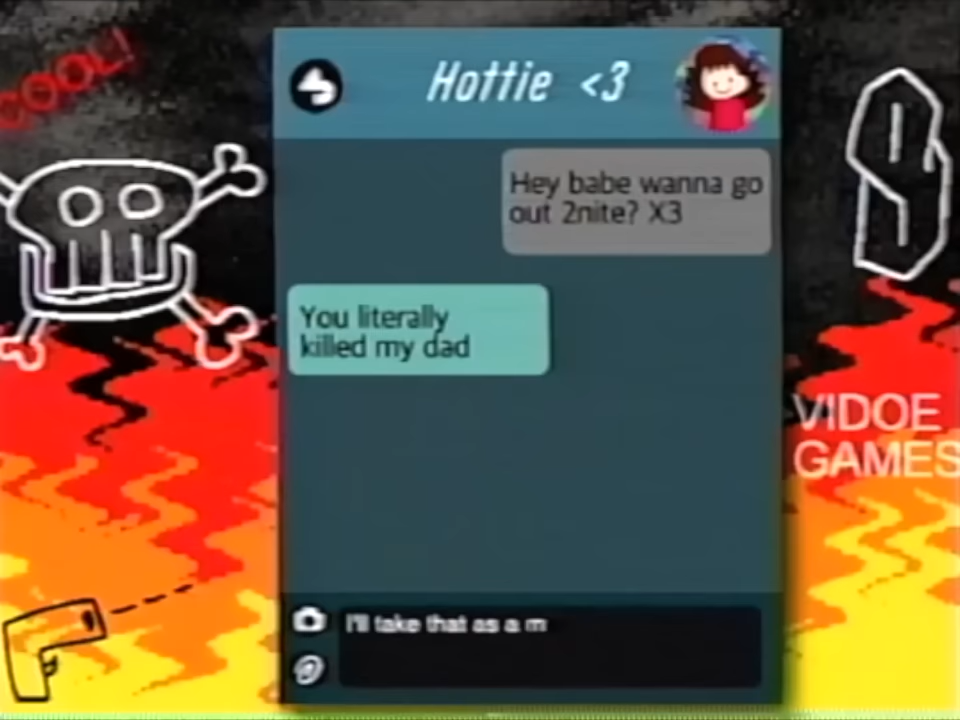 COOL!
Hottie <3
Hey babe wanna go
out 2nite? X3
You literally
killed my dad
VIDOE
GAMES
I'll take that as a m